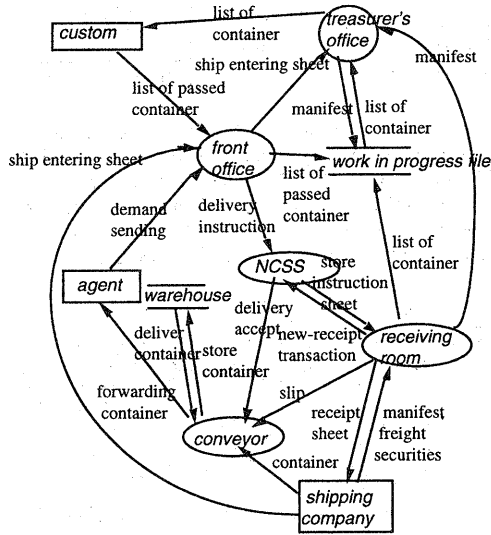 list of
container
treasurer's
office
custom
ship entering sheet
manifest
list of passed
container
manifest
list of
container
ship entering sheet
front
office
work in progress file
list of
passed
container
demand
sending
delivery
instruction
list of
container
NCSS
store
instruction
sheet
agent
warehouse
delivery
accept
new-receipt
transaction
receiving
room
deliver
container
store
container
forwarding
container
slip
receipt
sheet
manifest
freight
securities
conveyor
container
shipping
company